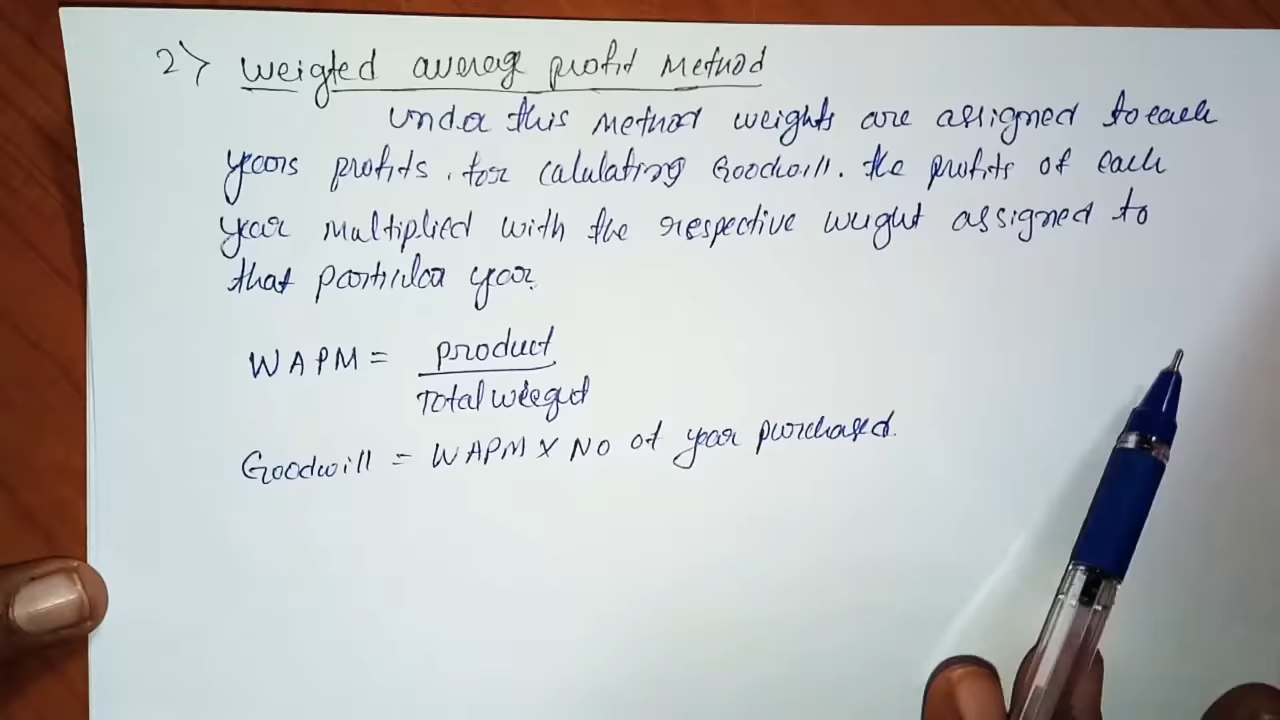 2> Weigted average profit Method
Under this Method weights are assigned to each
years profits. for calulating Goodwill. the profits of each
year multiplied with the respective weight assigned to
that particular year.
WAPM = product
Total weight
Goodwill = WAPM X No of year purchased.